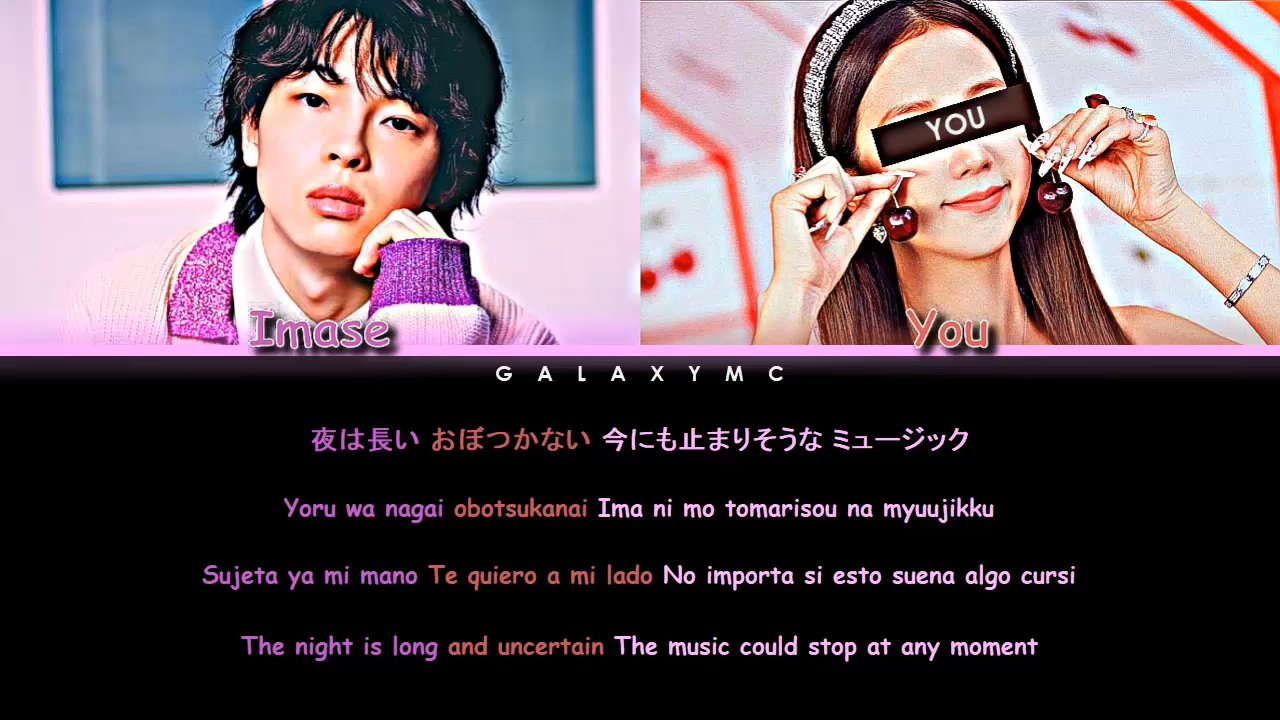 YOU
Imase
You
GALAXYMC
夜は長い おぼつかない 今にも止まりそうな ミュージック
Yoru wa nagai obotsukanai Ima ni mo tomarisou na myuujikku
Sujeta ya mi mano Te quiero a mi lado No importa si esto suena algo cursi
The night is long and uncertain The music could stop at any moment